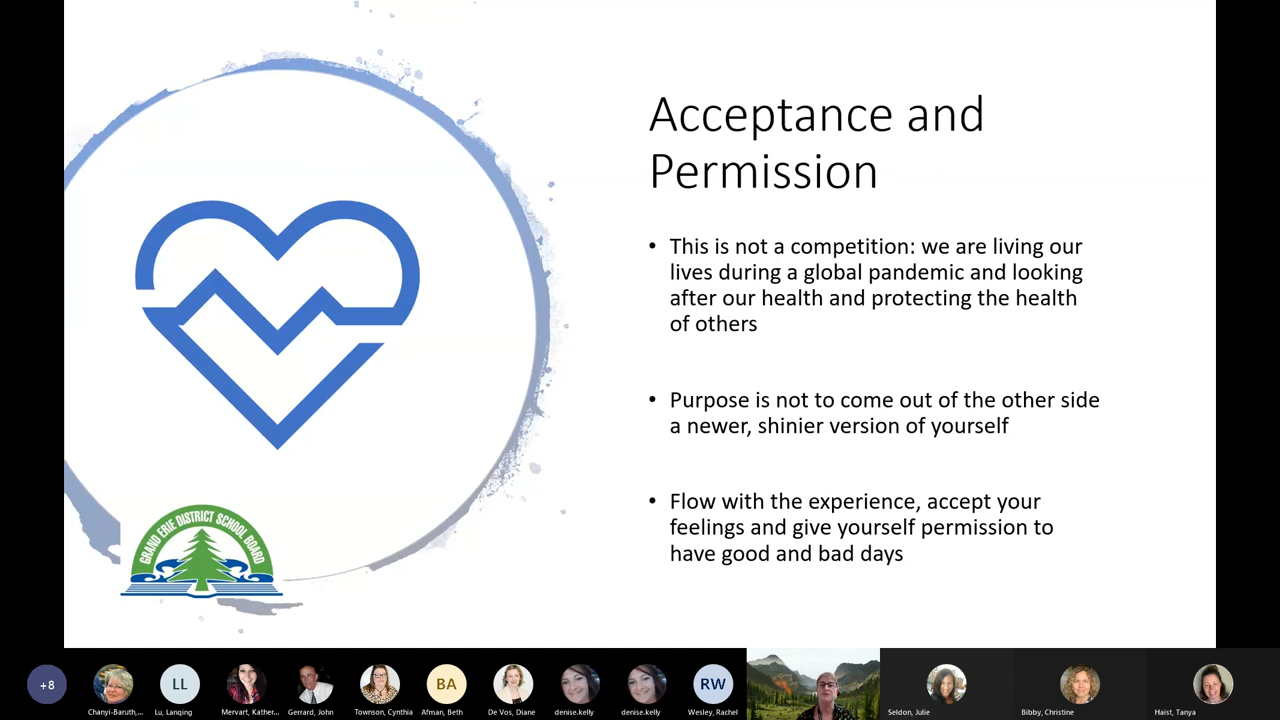 Acceptance and
Permission
• This is not a competition: we are living our
lives during a global pandemic and looking
after our health and protecting the health
of others
• Purpose is not to come out of the other side
a newer, shinier version of yourself
• Flow with the experience, accept your
feelings and give yourself permission to
have good and bad days
GRAND ERIE DISTRICT SCHOOL BOARD
+8
Chanyi-Baruth,...
LL
Lu, Lanqing
Mervart, Kather...
Gerrard, John
Townson, Cynthia
BA
Afman, Beth
De Vos, Diane
denise.kelly
denise.kelly
RW
Wesley, Rachel
Seldon, Julie
Bibby, Christine
Haist, Tanya